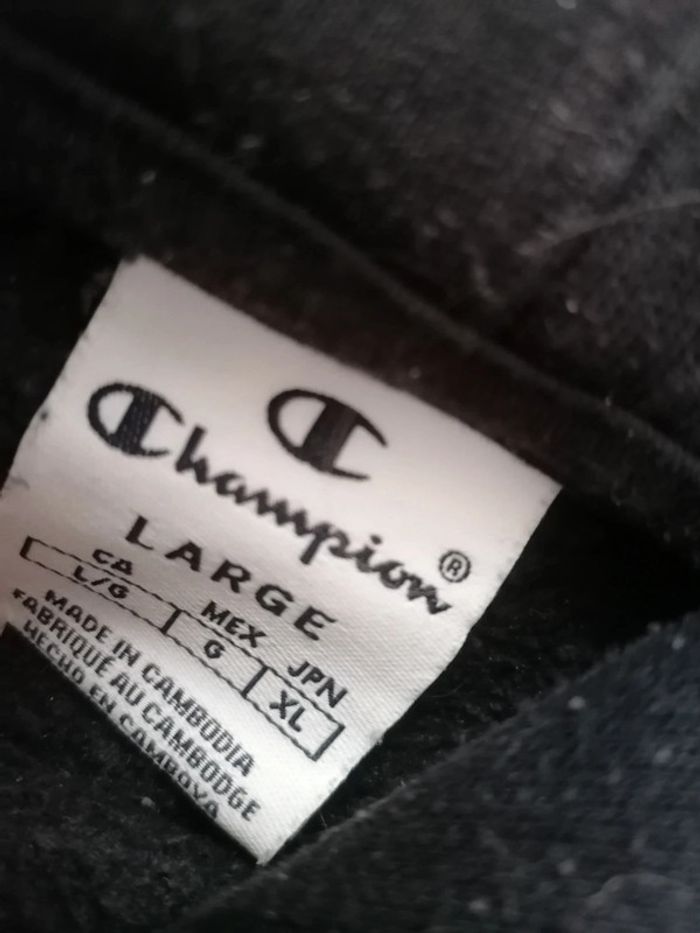 Champion®
LARGE
CA MEX JPN
L/G G XL
MADE IN CAMBODIA
FABRIQUÉ AU CAMBODGE
HECHO EN CAMBOYA